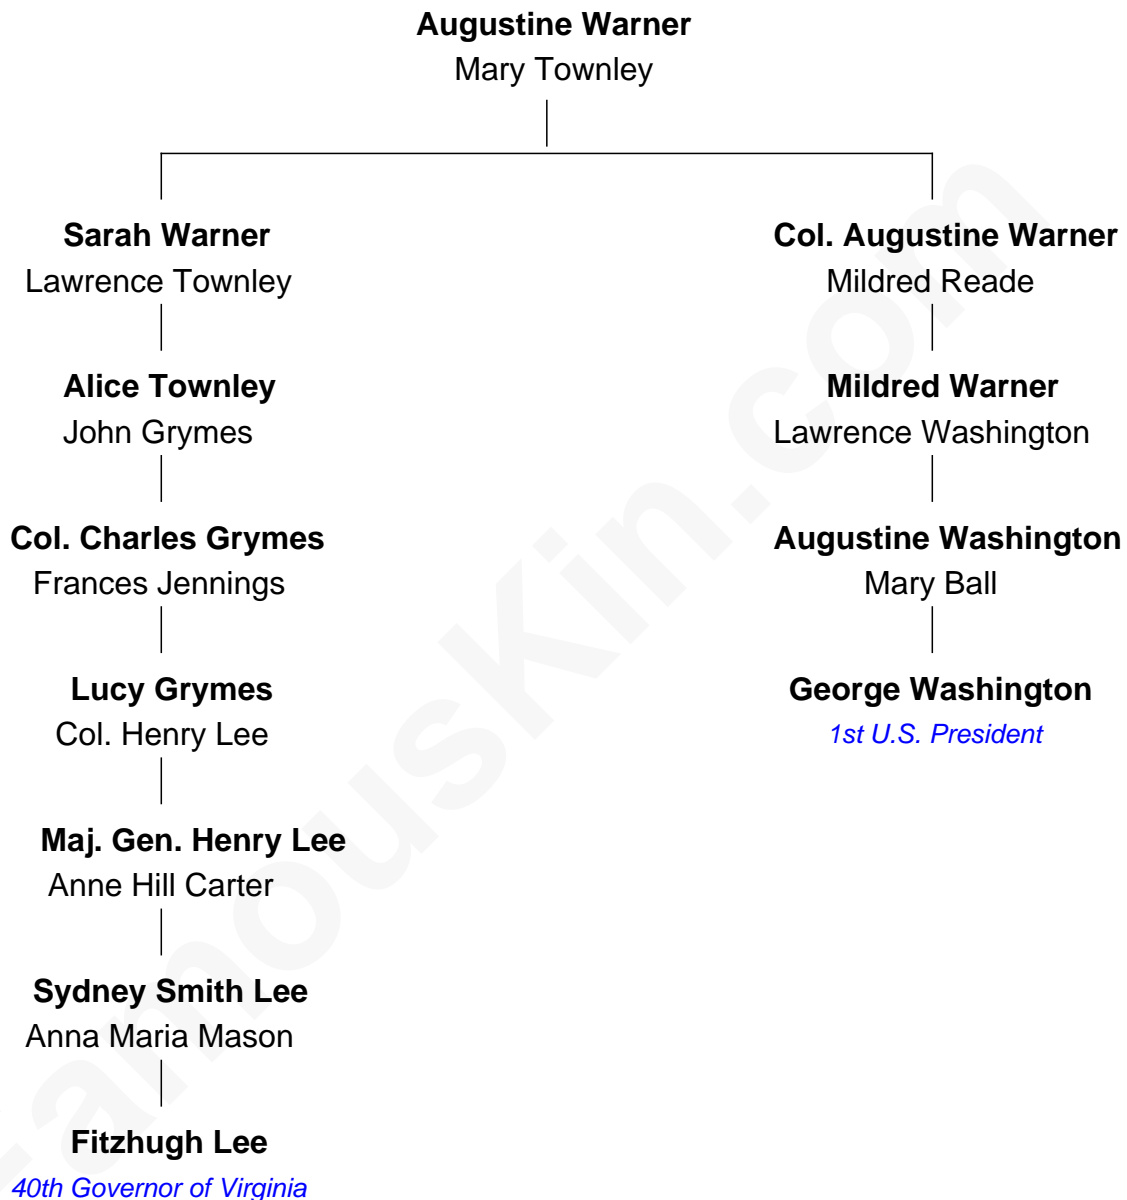 Augustine Warner
Mary Townley
Sarah Warner
Lawrence Townley
Col. Augustine Warner
Mildred Reade
Alice Townley
John Grymes
Mildred Warner
Lawrence Washington
Col. Charles Grymes
Frances Jennings
Augustine Washington
Mary Ball
Lucy Grymes
Col. Henry Lee
George Washington
1st U.S. President
Maj. Gen. Henry Lee
Anne Hill Carter
Sydney Smith Lee
Anna Maria Mason
Fitzhugh Lee
40th Governor of Virginia
FamousKin.com